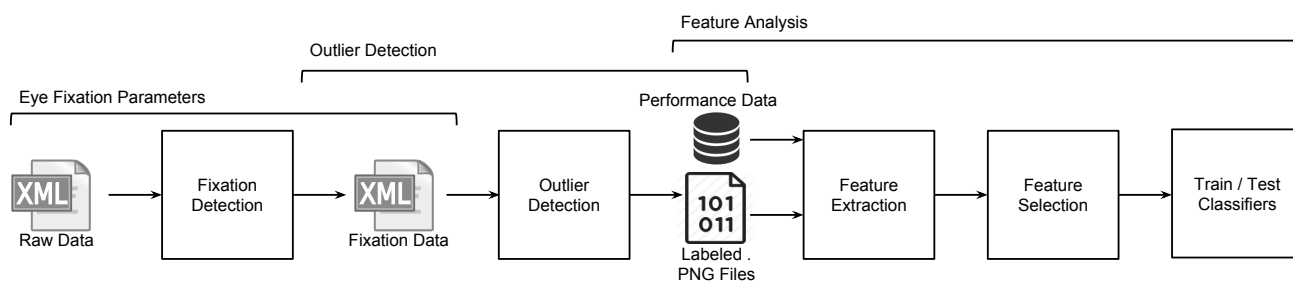 Feature Analysis
Outlier Detection
Eye Fixation Parameters
Performance Data
XML
Raw Data
Fixation
Detection
XML
Fixation Data
Outlier
Detection
101
011
Labeled .
PNG Files
Feature
Extraction
Feature
Selection
Train / Test
Classifiers